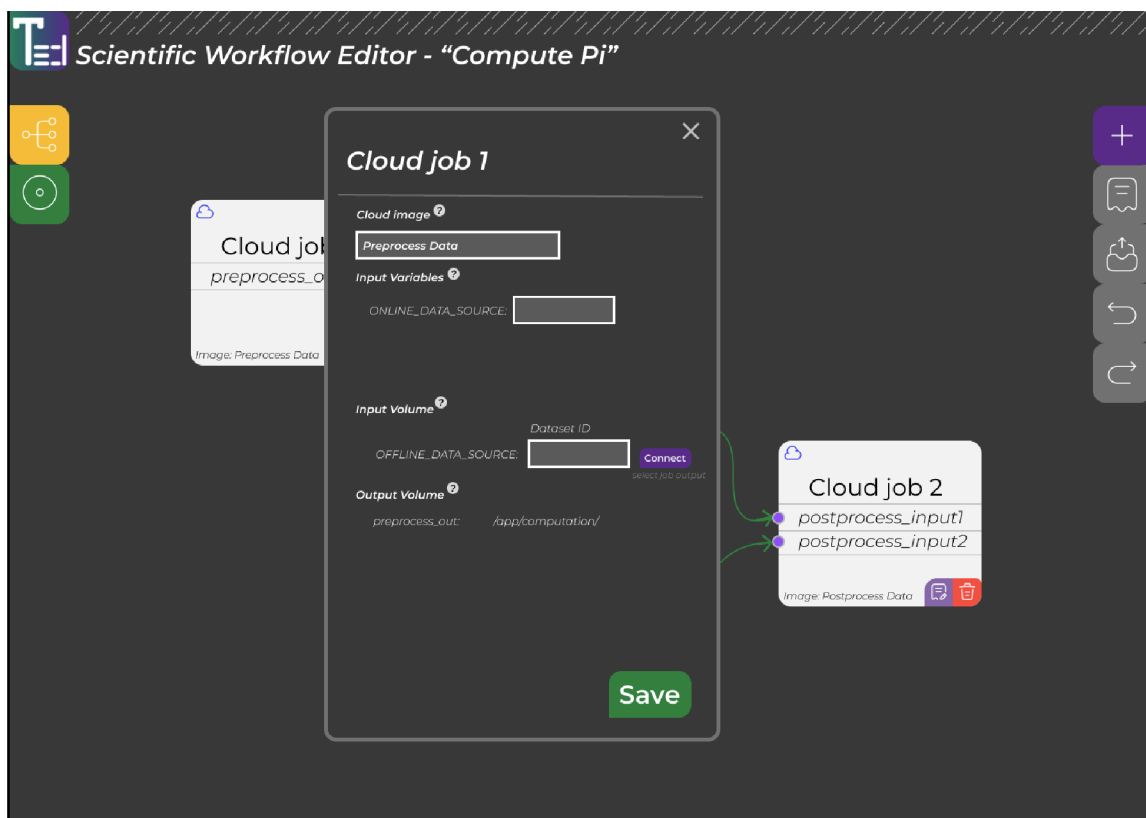 Scientific Workflow Editor - “Compute Pi”
Cloud job 1
Cloud image ?
Preprocess Data
Input Variables ?
ONLINE_DATA_SOURCE:
Input Volume ?
Dataset ID
OFFLINE_DATA_SOURCE:
Connect
select job output
Output Volume ?
preprocess_out: /app/computation/
Save
Cloud job
preprocess_o
Image: Preprocess Data
Cloud job 2
postprocess_input1
postprocess_input2
Image: Postprocess Data